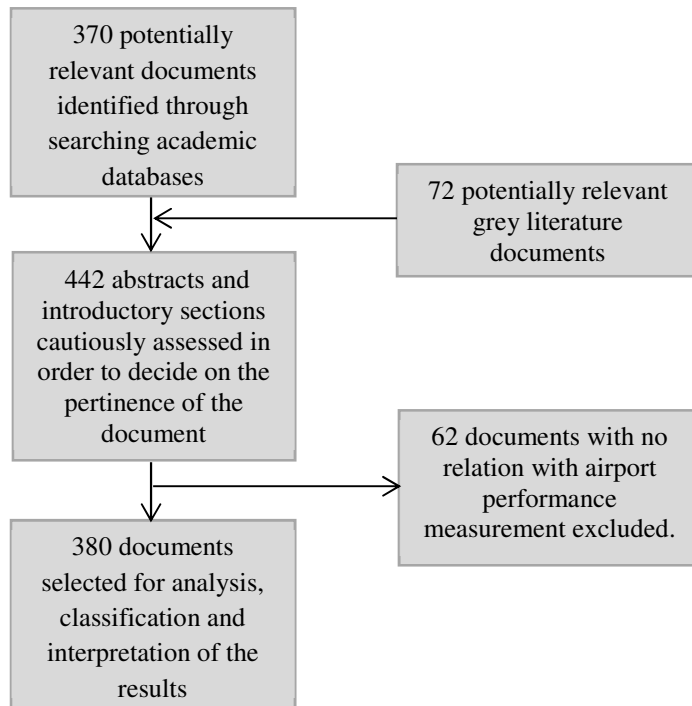 370 potentially
relevant documents
identified through
searching academic
databases
72 potentially relevant
grey literature
documents
442 abstracts and
introductory sections
cautiously assessed in
order to decide on the
pertinence of the
document
62 documents with no
relation with airport
performance
measurement excluded.
380 documents
selected for analysis,
classification and
interpretation of the
results